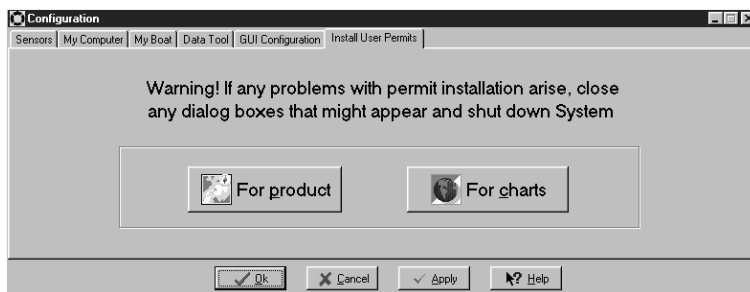 Configuration
Sensors My Computer My Boat Data Tool GUI Configuration Install User Permits
Warning! If any problems with permit installation arise, close
any dialog boxes that might appear and shut down System
For product For charts
Ok Cancel Apply Help